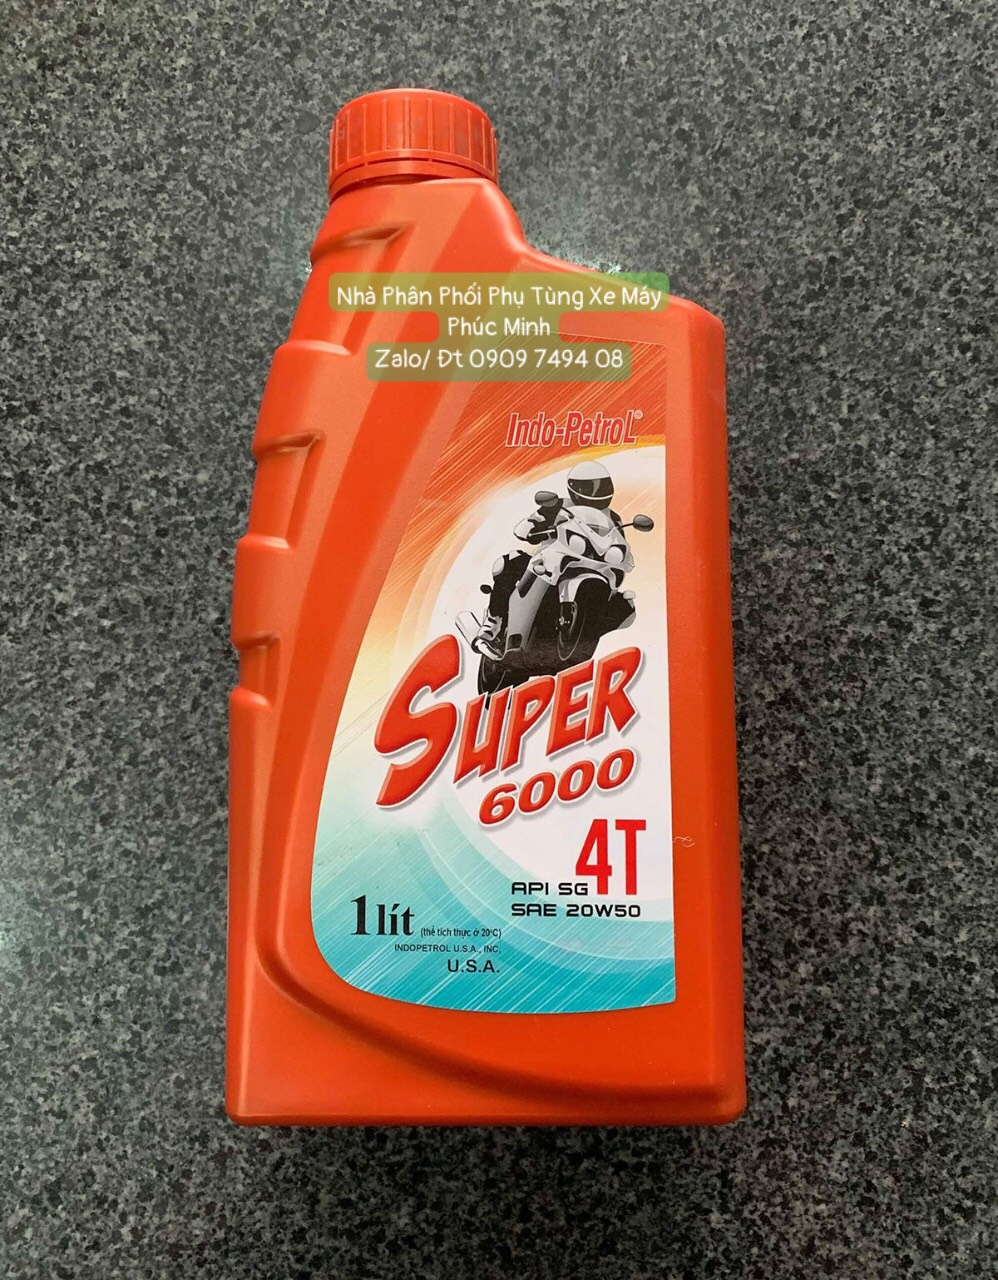 Nhà Phân Phối Phụ Tùng Xe Máy
Phúc Minh
Zalo/ Đt 0909 7494 08
Indo-PetroL®
SUPER
6000
4T
API SG
SAE 20W50
1 lít (thể tích thực ở 20°C)
INDOPETROL U.S.A., INC.
U.S.A.